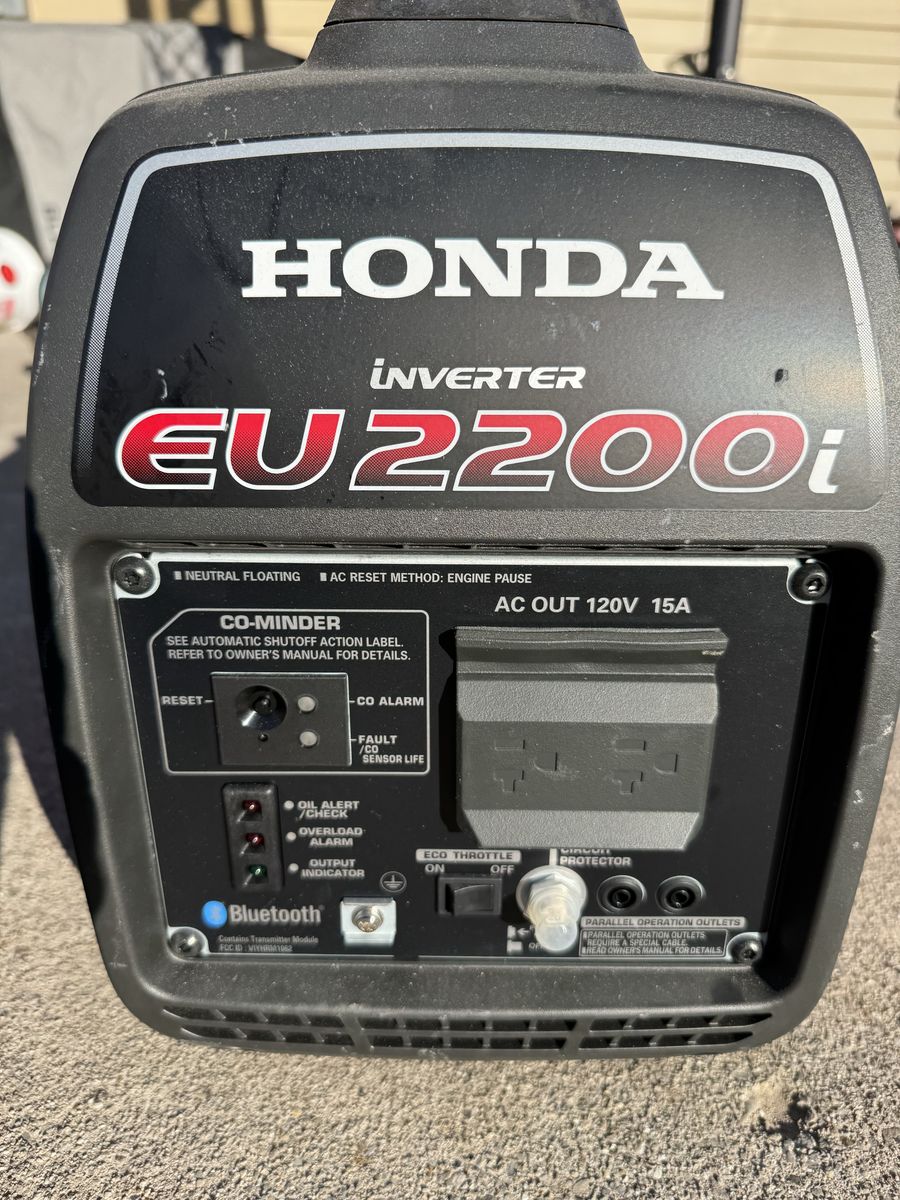 HONDA
iNVERTER
EU2200i
NEUTRAL FLOATING
AC RESET METHOD: ENGINE PAUSE
AC OUT 120V 15A
CO-MINDER
SEE AUTOMATIC SHUTOFF ACTION LABEL.
REFER TO OWNER'S MANUAL FOR DETAILS.
RESET
CO ALARM
FAULT
/CO
SENSOR LIFE
OIL ALERT
/CHECK
OVERLOAD
ALARM
OUTPUT
INDICATOR
ECO THROTTLE
ON OFF
CIRCUIT
PROTECTOR
Bluetooth
Contains Transmitter Module
PARALLEL OPERATION OUTLETS
PARALLEL OPERATION OUTLETS
REQUIRE A SPECIAL CABLE.
READ OWNER'S MANUAL FOR DETAILS.